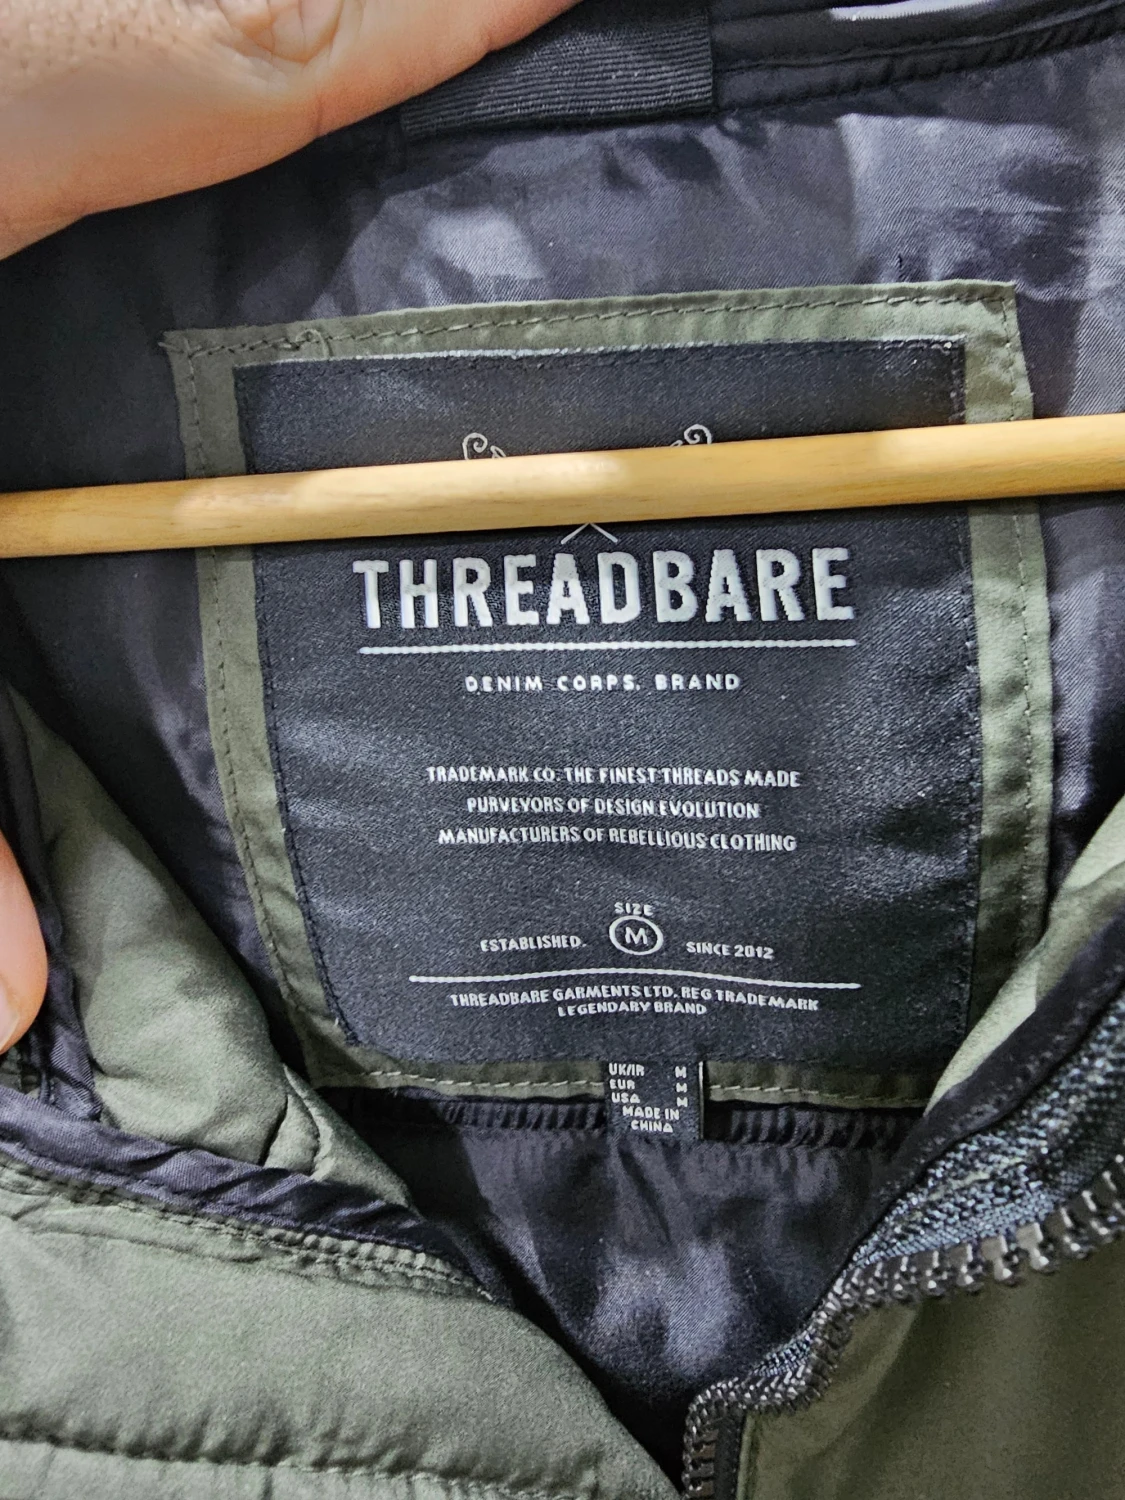 THREADBARE
DENIM CORPS. BRAND
TRADEMARK CO. THE FINEST THREADS MADE
PURVEYORS OF DESIGN EVOLUTION
MANUFACTURERS OF REBELLIOUS CLOTHING
SIZE
ESTABLISHED. M SINCE 2012
THREADBARE GARMENTS LTD. REG TRADEMARK
LEGENDARY BRAND
UK/IR M
EUR M
USA M
MADE IN
CHINA